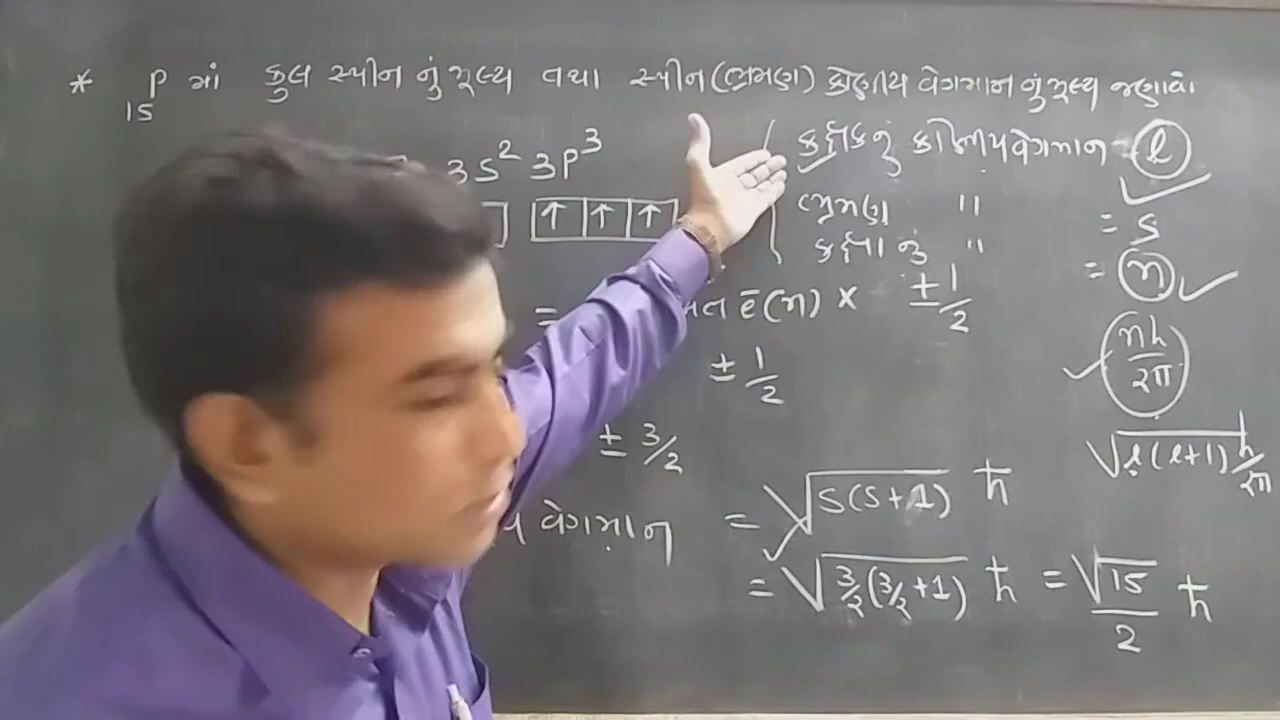 * ₁₅P માં કુલ સ્પીન નું મૂલ્ય તથા સ્પીન (ભ્રમણ) કોણીય વેગમાન નું મૂલ્ય જણાવો
3s² 3p³
↑ ↑ ↑
કક્ષકનું કોણીય વેગમાન = l
ભ્રમણ " = s
કક્ષા નું " = n
= ē(n) × ± 1/2
nh/2π
± 1/2
± 3/2
√l(l+1) h/2π
વેગમાન = √s(s+1) ħ
= √3/2(3/2+1) ħ = √15/2 ħ